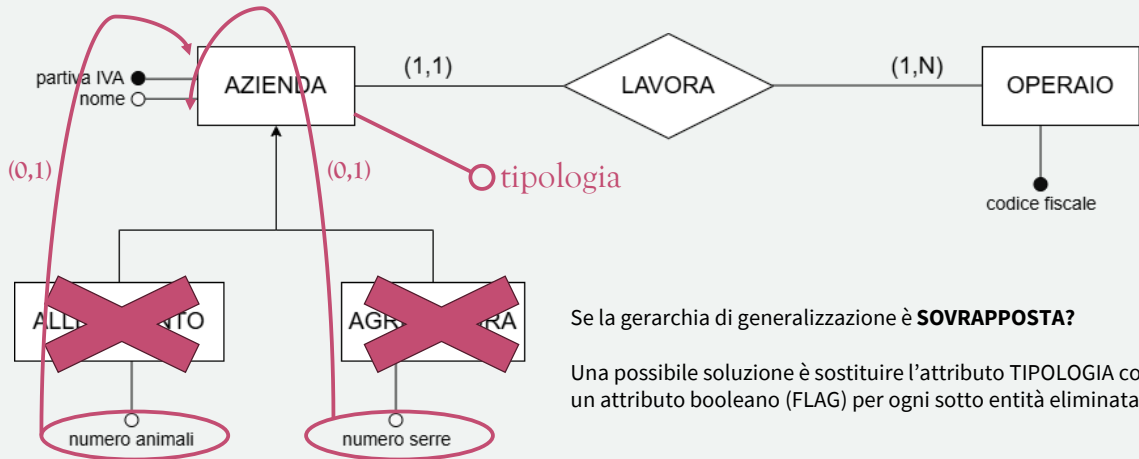 partiva IVA
nome
AZIENDA
(1,1)
LAVORA
(1,N)
OPERAIO
(0,1)
(0,1)
tipologia
codice fiscale
numero animali
numero serre
Se la gerarchia di generalizzazione è SOVRAPPOSTA?
Una possibile soluzione è sostituire l'attributo TIPOLOGIA
un attributo booleano (FLAG) per ogni sotto entità eliminata